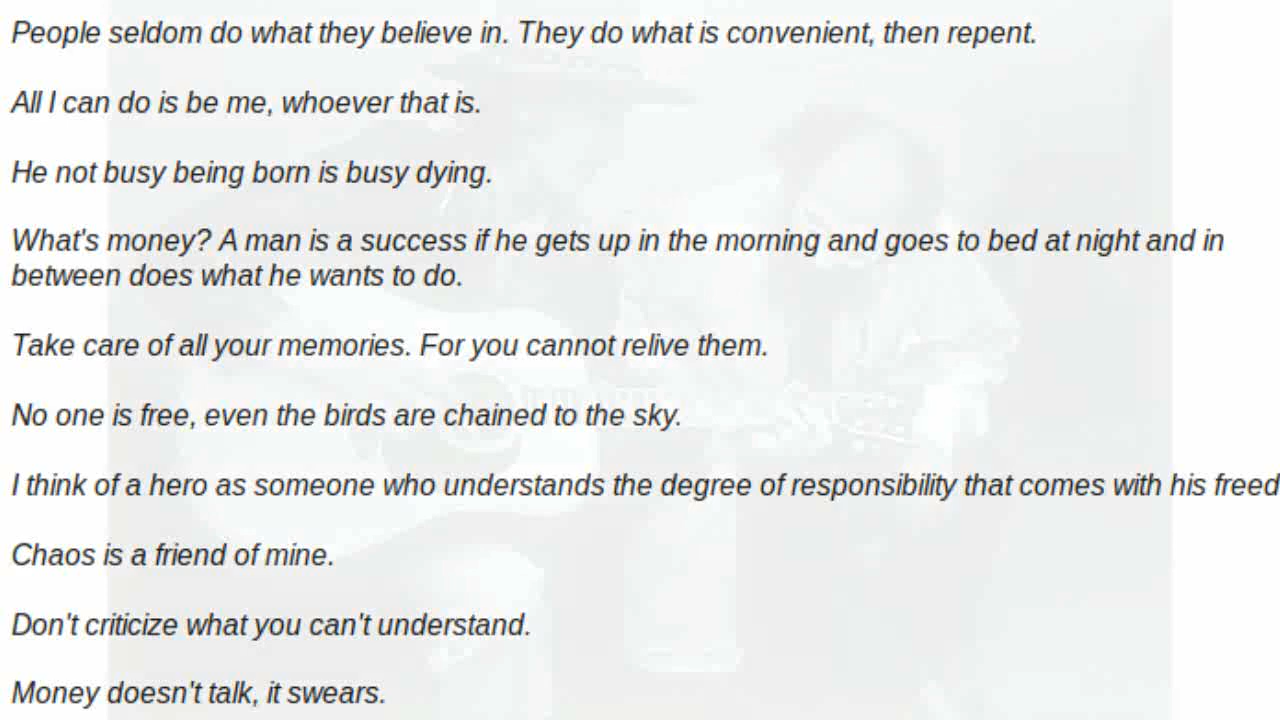 People seldom do what they believe in. They do what is convenient, then repent.
All I can do is be me, whoever that is.
He not busy being born is busy dying.
What's money? A man is a success if he gets up in the morning and goes to bed at night and in
between does what he wants to do.
Take care of all your memories. For you cannot relive them.
No one is free, even the birds are chained to the sky.
I think of a hero as someone who understands the degree of responsibility that comes with his freed
Chaos is a friend of mine.
Don't criticize what you can't understand.
Money doesn't talk, it swears.